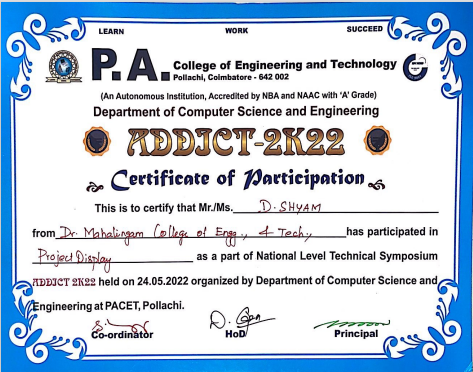 LEARN WORK SUCCEED
P.A. College of Engineering and Technology
Pollachi, Coimbatore - 642 002
(An Autonomous Institution, Accredited by NBA and NAAC with 'A' Grade)
Department of Computer Science and Engineering
ADDICT-2K22
Certificate of Participation
This is to certify that Mr./Ms. D. SHYAM
from Dr. Mahalingam College of Engg., & Tech., has participated in
Project Display as a part of National Level Technical Symposium
ADDICT 2K22 held on 24.05.2022 organized by Department of Computer Science and
Engineering at PACET, Pollachi.
Co-ordinator HoD Principal